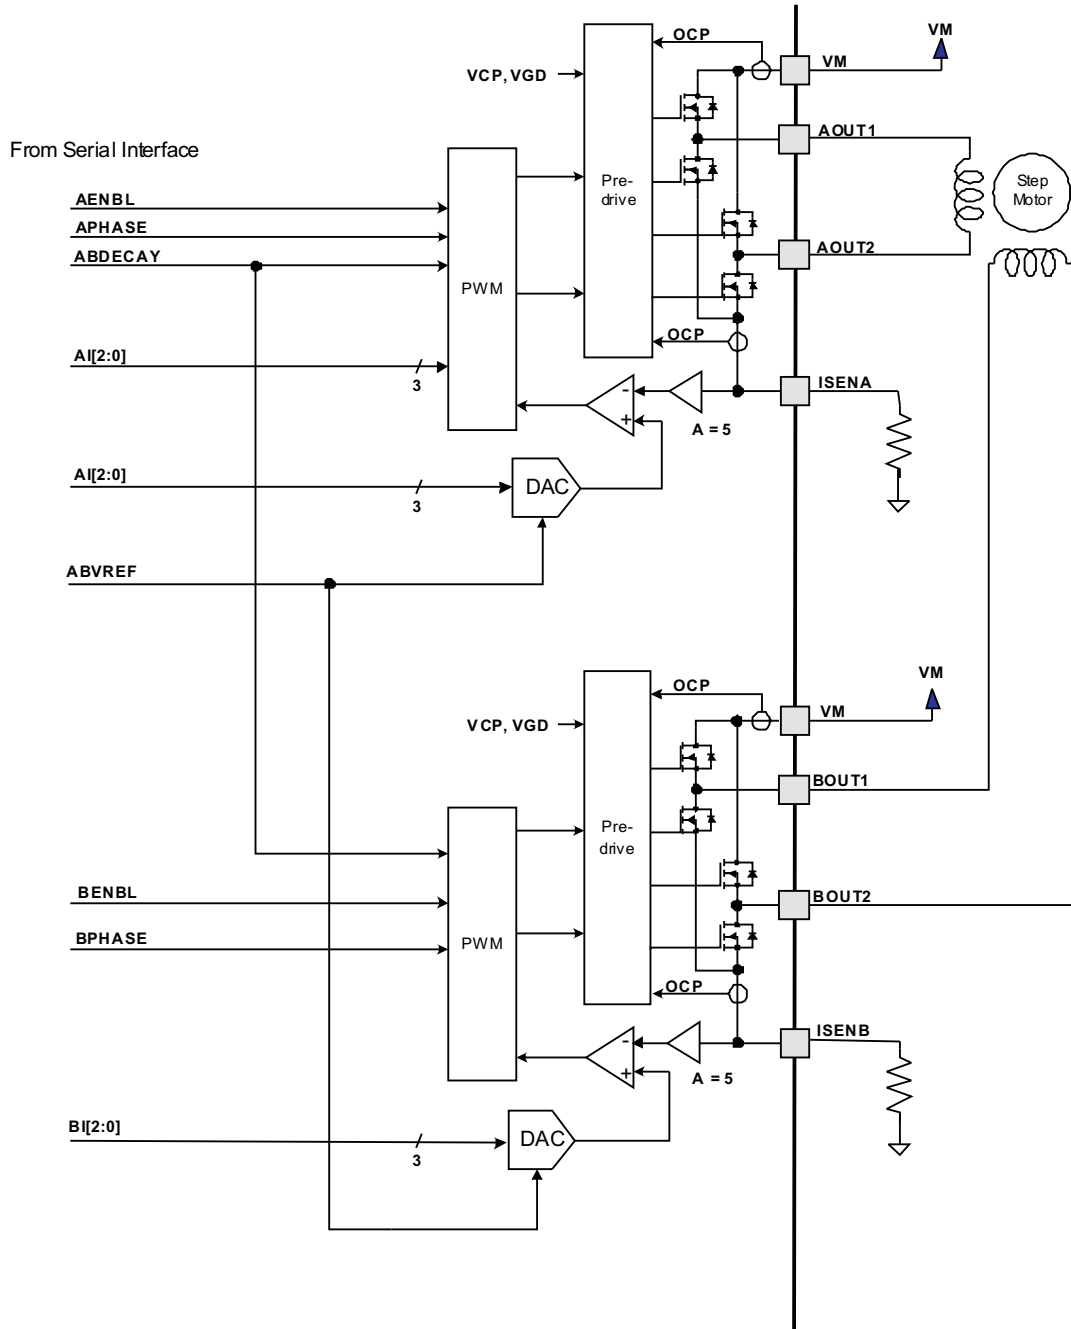 VM
OCP
VM
VCP, VGD
AOUT1
From Serial Interface
Pre-
drive
Step
Motor
AENBL
APHASE
ABDECAY
AOUT2
PWM
OCP
AI[2:0]
3
ISENA
-
+
A = 5
AI[2:0]
3
DAC
ABVREF
VM
OCP
VM
VCP, VGD
BOUT1
Pre-
drive
BENBL
BOUT2
BPHASE
PWM
OCP
ISENB
-
+
A = 5
BI[2:0]
3
DAC